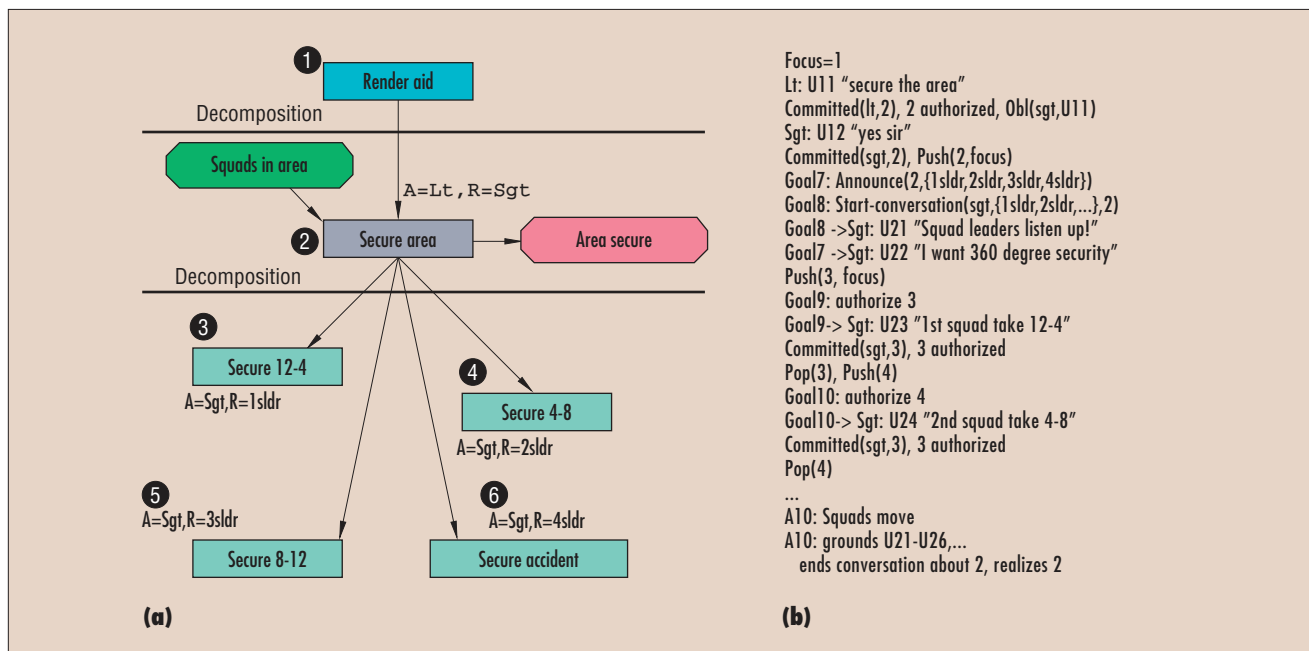 1
Render aid
Decomposition
Squads in area
A=Lt,R=Sgt
2
Secure area
Area secure
Decomposition
3
Secure 12-4
A=Sgt,R=1sldr
4
Secure 4-8
A=Sgt,R=2sldr
5
A=Sgt,R=3sldr
Secure 8-12
6
A=Sgt,R=4sldr
Secure accident
(a)
Focus=1
Lt: U11 “secure the area”
Committed(lt,2), 2 authorized, Obl(sgt,U11)
Sgt: U12 “yes sir”
Committed(sgt,2), Push(2,focus)
Goal7: Announce(2,{1sldr,2sldr,3sldr,4sldr})
Goal8: Start-conversation(sgt,{1sldr,2sldr,...},2)
Goal8 ->Sgt: U21 ”Squad leaders listen up!”
Goal7 ->Sgt: U22 ”I want 360 degree security”
Push(3, focus)
Goal9: authorize 3
Goal9-> Sgt: U23 ”1st squad take 12-4”
Committed(sgt,3), 3 authorized
Pop(3), Push(4)
Goal10: authorize 4
Goal10-> Sgt: U24 ”2nd squad take 4-8”
Committed(sgt,3), 3 authorized
Pop(4)
...
A10: Squads move
A10: grounds U21-U26,...
ends conversation about 2, realizes 2
(b)